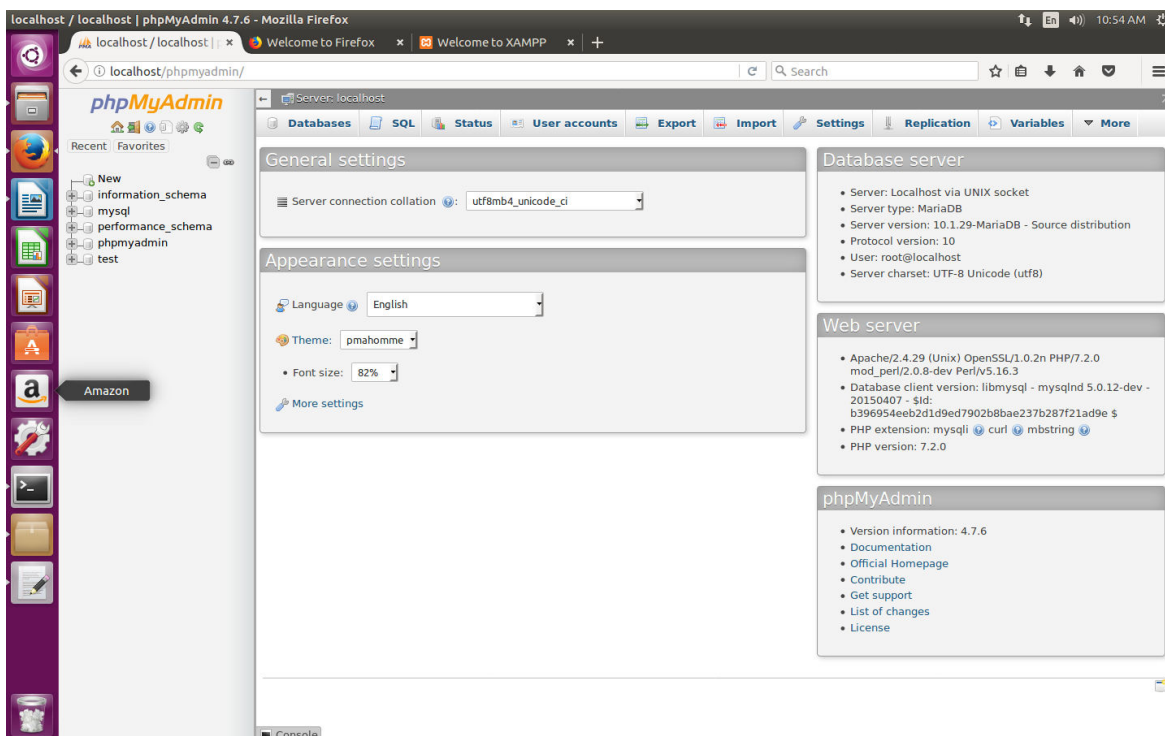 localhost / localhost | phpMyAdmin 4.7.6 - Mozilla Firefox
En
10:54 AM
localhost / localhost |
Welcome to Firefox
Welcome to XAMPP
localhost/phpmyadmin/
Search
phpMyAdmin
Recent Favorites
New
information_schema
mysql
performance_schema
phpmyadmin
test
Amazon
Server: localhost
Databases SQL Status User accounts Export Import Settings Replication Variables More
General settings
Server connection collation : utf8mb4_unicode_ci
Appearance settings
Language English
Theme: pmahomme
• Font size: 82%
More settings
Database server
• Server: Localhost via UNIX socket
• Server type: MariaDB
• Server version: 10.1.29-MariaDB - Source distribution
• Protocol version: 10
• User: root@localhost
• Server charset: UTF-8 Unicode (utf8)
Web server
• Apache/2.4.29 (Unix) OpenSSL/1.0.2n PHP/7.2.0
mod_perl/2.0.8-dev Perl/v5.16.3
• Database client version: libmysql - mysqlnd 5.0.12-dev -
20150407 - $Id:
b396954eeb2d1d9ed7902b8bae237b287f21ad9e $
• PHP extension: mysqli curl mbstring
• PHP version: 7.2.0
phpMyAdmin
• Version information: 4.7.6
• Documentation
• Official Homepage
• Contribute
• Get support
• List of changes
• License
Console